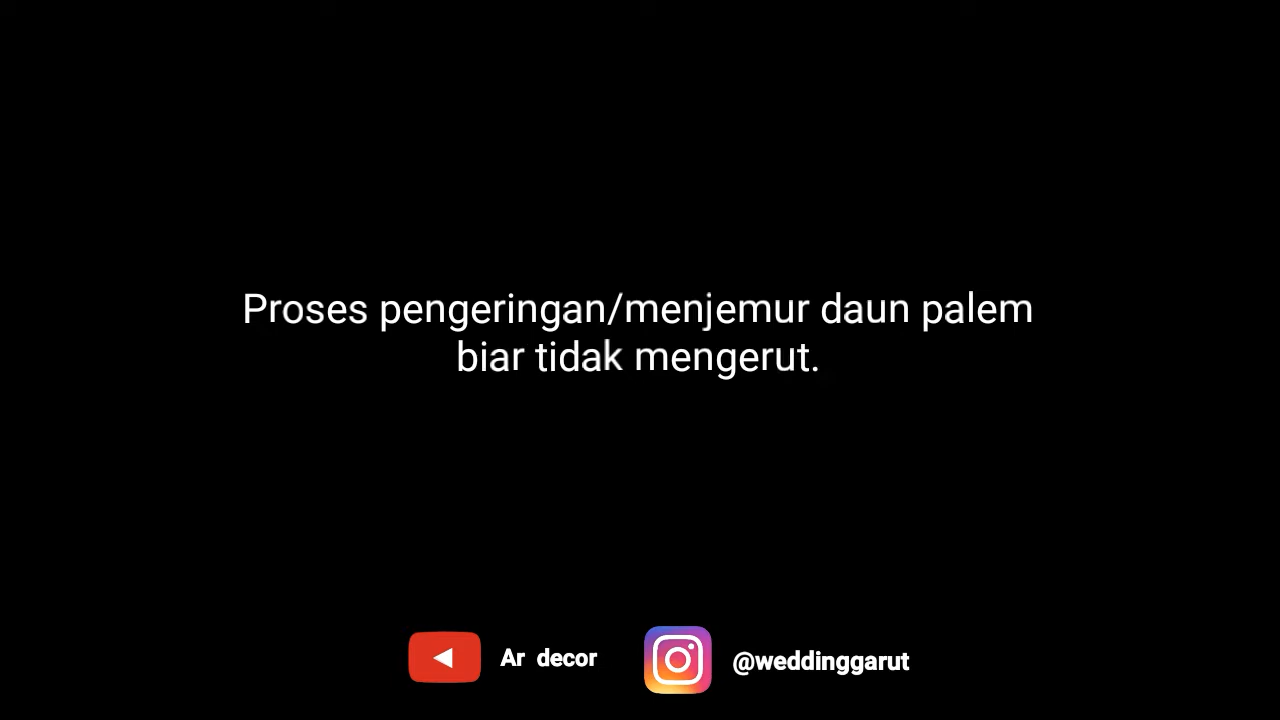 Proses pengeringan/menjemur daun palem
biar tidak mengerut.
Ar decor
@weddinggarut